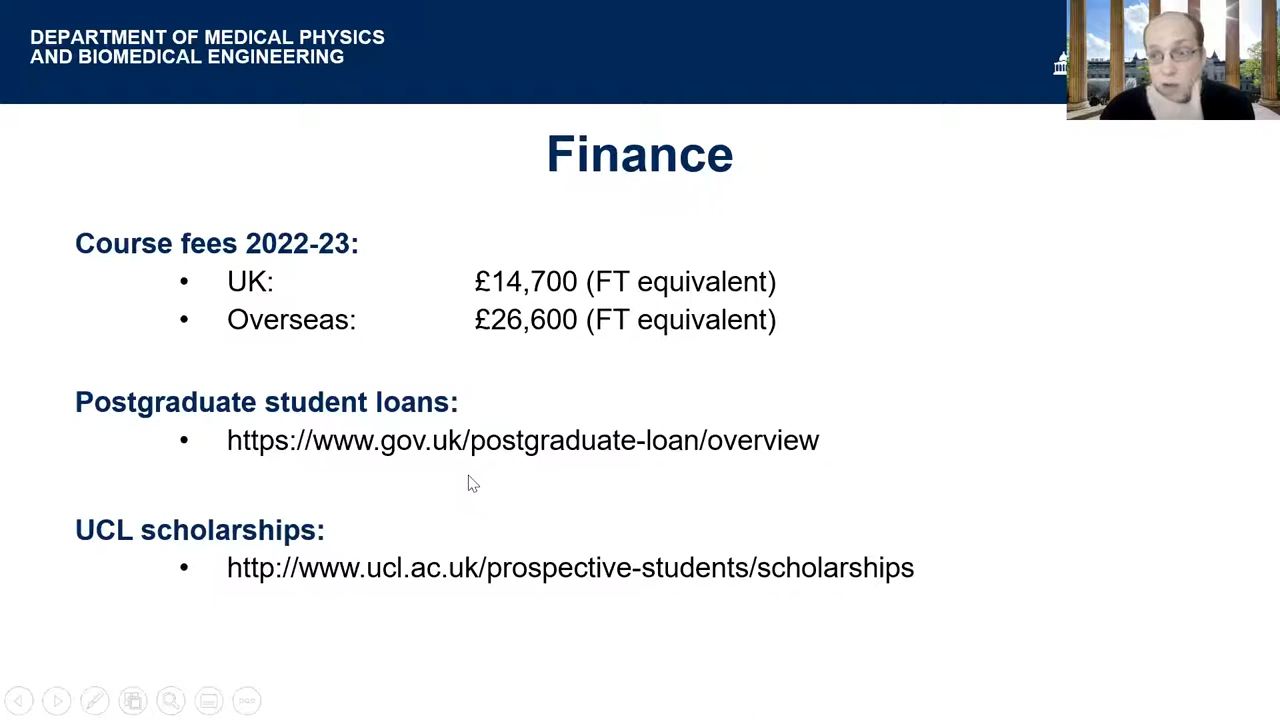 DEPARTMENT OF MEDICAL PHYSICS
AND BIOMEDICAL ENGINEERING
Finance
Course fees 2022-23:
• UK: £14,700 (FT equivalent)
• Overseas: £26,600 (FT equivalent)
Postgraduate student loans:
• https://www.gov.uk/postgraduate-loan/overview
UCL scholarships:
• http://www.ucl.ac.uk/prospective-students/scholarships